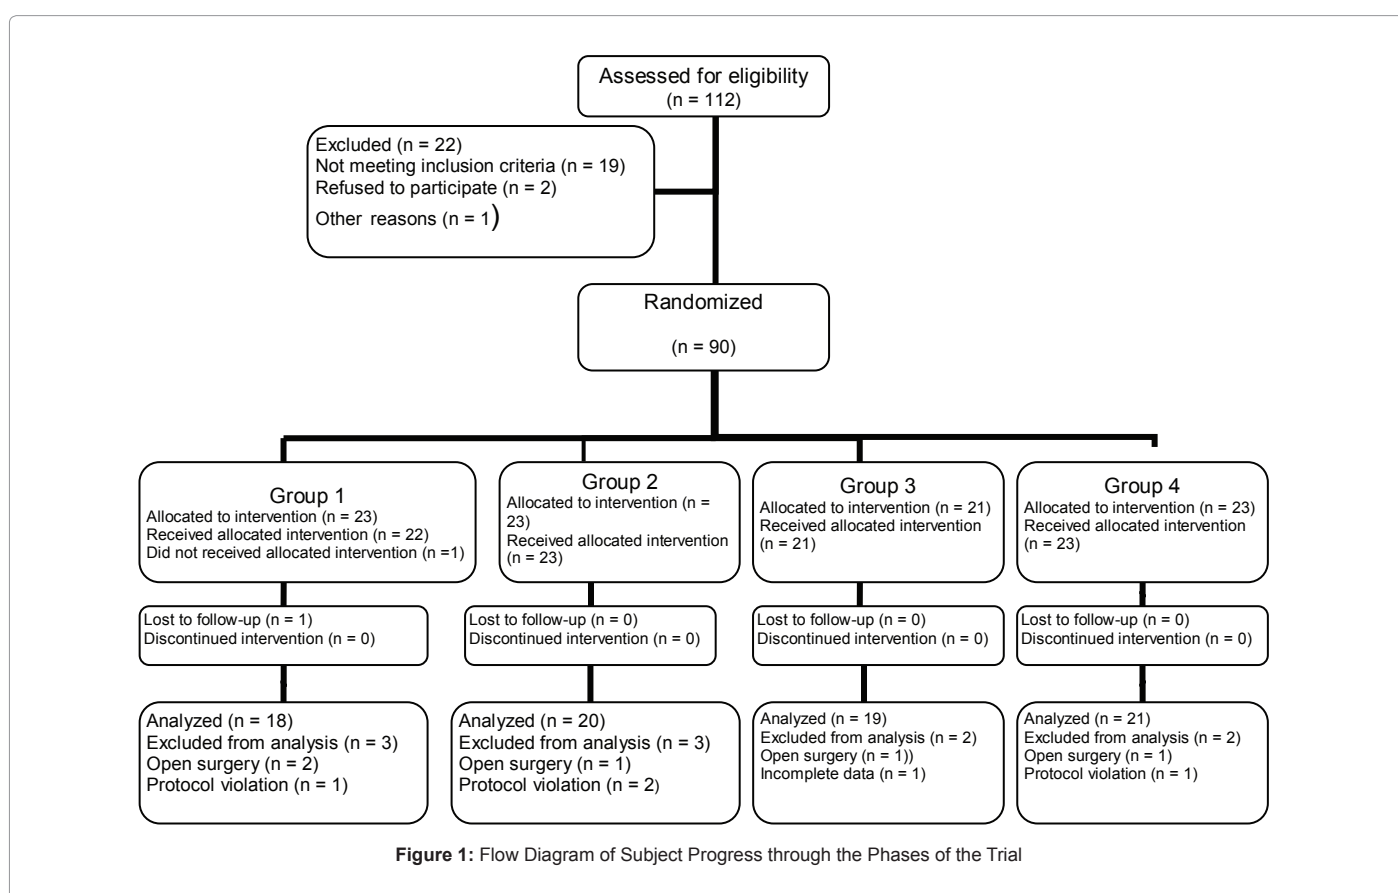 Assessed for eligibility
(n = 112)
Excluded (n = 22)
Not meeting inclusion criteria (n = 19)
Refused to participate (n = 2)
Other reasons (n = 1)
Randomized
(n = 90)
Group 1
Allocated to intervention (n = 23)
Received allocated intervention (n = 22)
Did not received allocated intervention (n =1)
Group 2
Allocated to intervention (n =
23)
Received allocated intervention
(n = 23)
Group 3
Allocated to intervention (n = 21)
Received allocated intervention
(n = 21)
Group 4
Allocated to intervention (n = 23)
Received allocated intervention
(n = 23)
Lost to follow-up (n = 1)
Discontinued intervention (n = 0)
Lost to follow-up (n = 0)
Discontinued intervention (n = 0)
Lost to follow-up (n = 0)
Discontinued intervention (n = 0)
Lost to follow-up (n = 0)
Discontinued intervention (n = 0)
Analyzed (n = 18)
Excluded from analysis (n = 3)
Open surgery (n = 2)
Protocol violation (n = 1)
Analyzed (n = 20)
Excluded from analysis (n = 3)
Open surgery (n = 1)
Protocol violation (n = 2)
Analyzed (n = 19)
Excluded from analysis (n = 2)
Open surgery (n = 1))
Incomplete data (n = 1)
Analyzed (n = 21)
Excluded from analysis (n = 2)
Open surgery (n = 1)
Protocol violation (n = 1)
Figure 1: Flow Diagram of Subject Progress through the Phases of the Trial